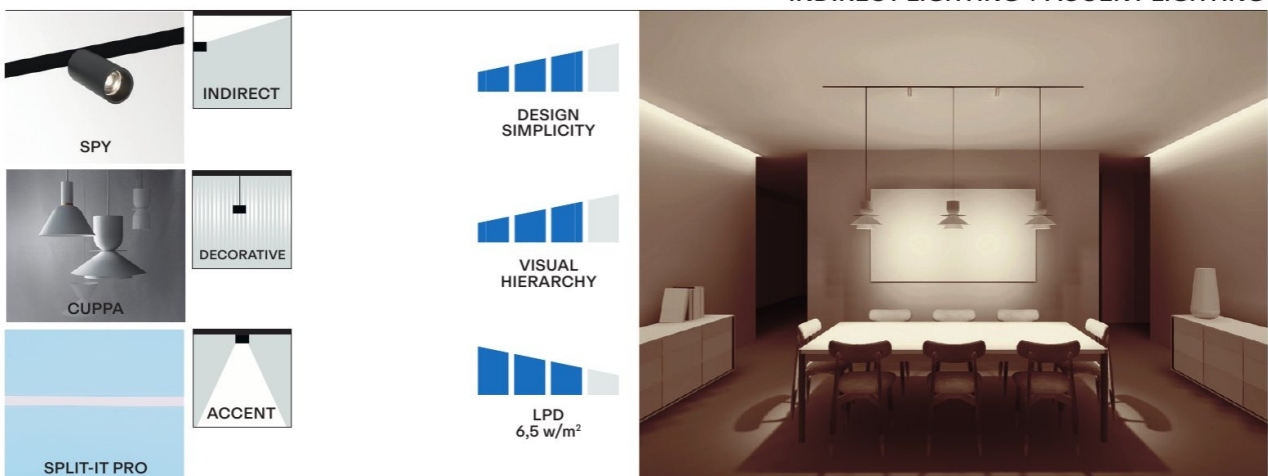 INDIRECT LIGHTING + ACCENT LIGHTING
SPY
INDIRECT
DESIGN
SIMPLICITY
CUPPA
DECORATIVE
VISUAL
HIERARCHY
SPLIT-IT PRO
ACCENT
LPD
6,5 w/m²